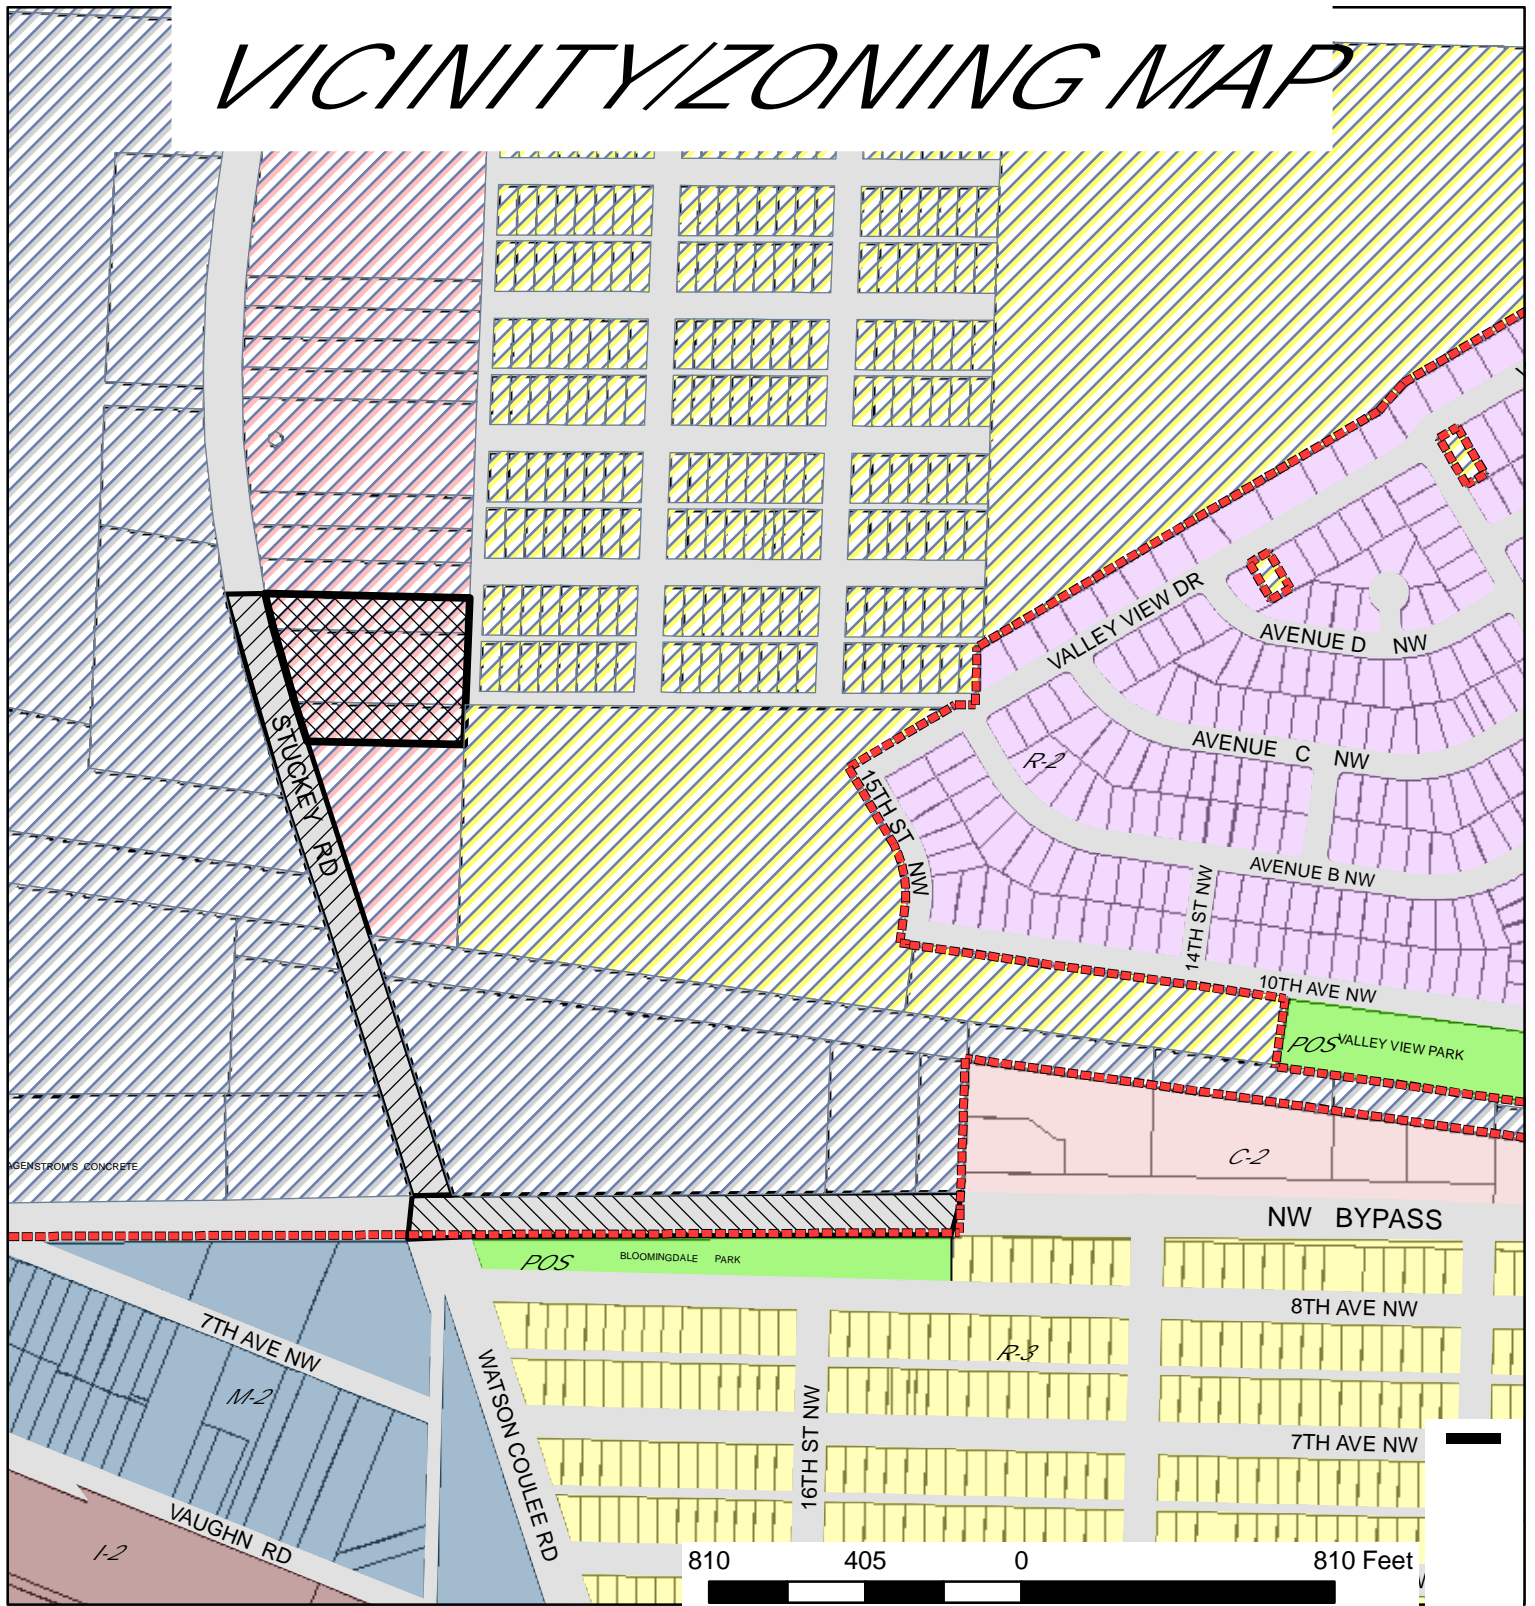 VICINITY/ZONING MAP
VALLEY VIEW DR
AVENUE D NW
STUCKEY RD
R-2
AVENUE C NW
15TH ST NW
AVENUE B NW
14TH ST NW
10TH AVE NW
POS
VALLEY VIEW PARK
AGENSTROM'S CONCRETE
C-2
NW BYPASS
POS
BLOOMINGDALE PARK
8TH AVE NW
7TH AVE NW
R-3
M-2
WATSON COULEE RD
16TH ST NW
7TH AVE NW
VAUGHN RD
I-2
810 405 0 810 Feet